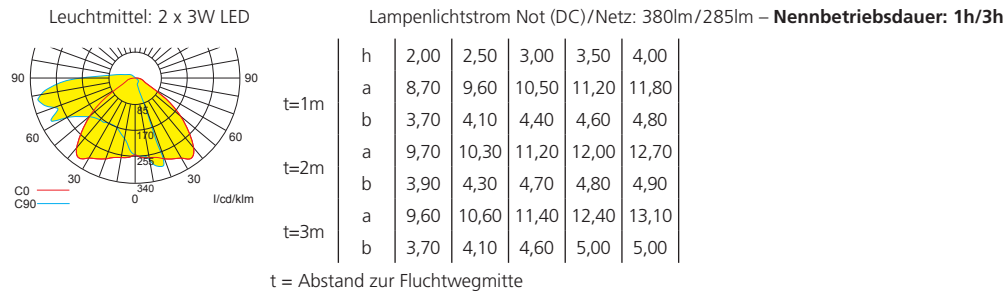 Leuchtmittel: 2 x 3W LED
Lampenlichtstrom Not (DC)/Netz: 380lm/285lm – Nennbetriebsdauer: 1h/3h
90 90
85
60 170 60
255
30 340 30
0
C0
C90
I/cd/klm
h 2,00 2,50 3,00 3,50 4,00
t=1m a 8,70 9,60 10,50 11,20 11,80
b 3,70 4,10 4,40 4,60 4,80
t=2m a 9,70 10,30 11,20 12,00 12,70
b 3,90 4,30 4,70 4,80 4,90
t=3m a 9,60 10,60 11,40 12,40 13,10
b 3,70 4,10 4,60 5,00 5,00
t = Abstand zur Fluchtwegmitte